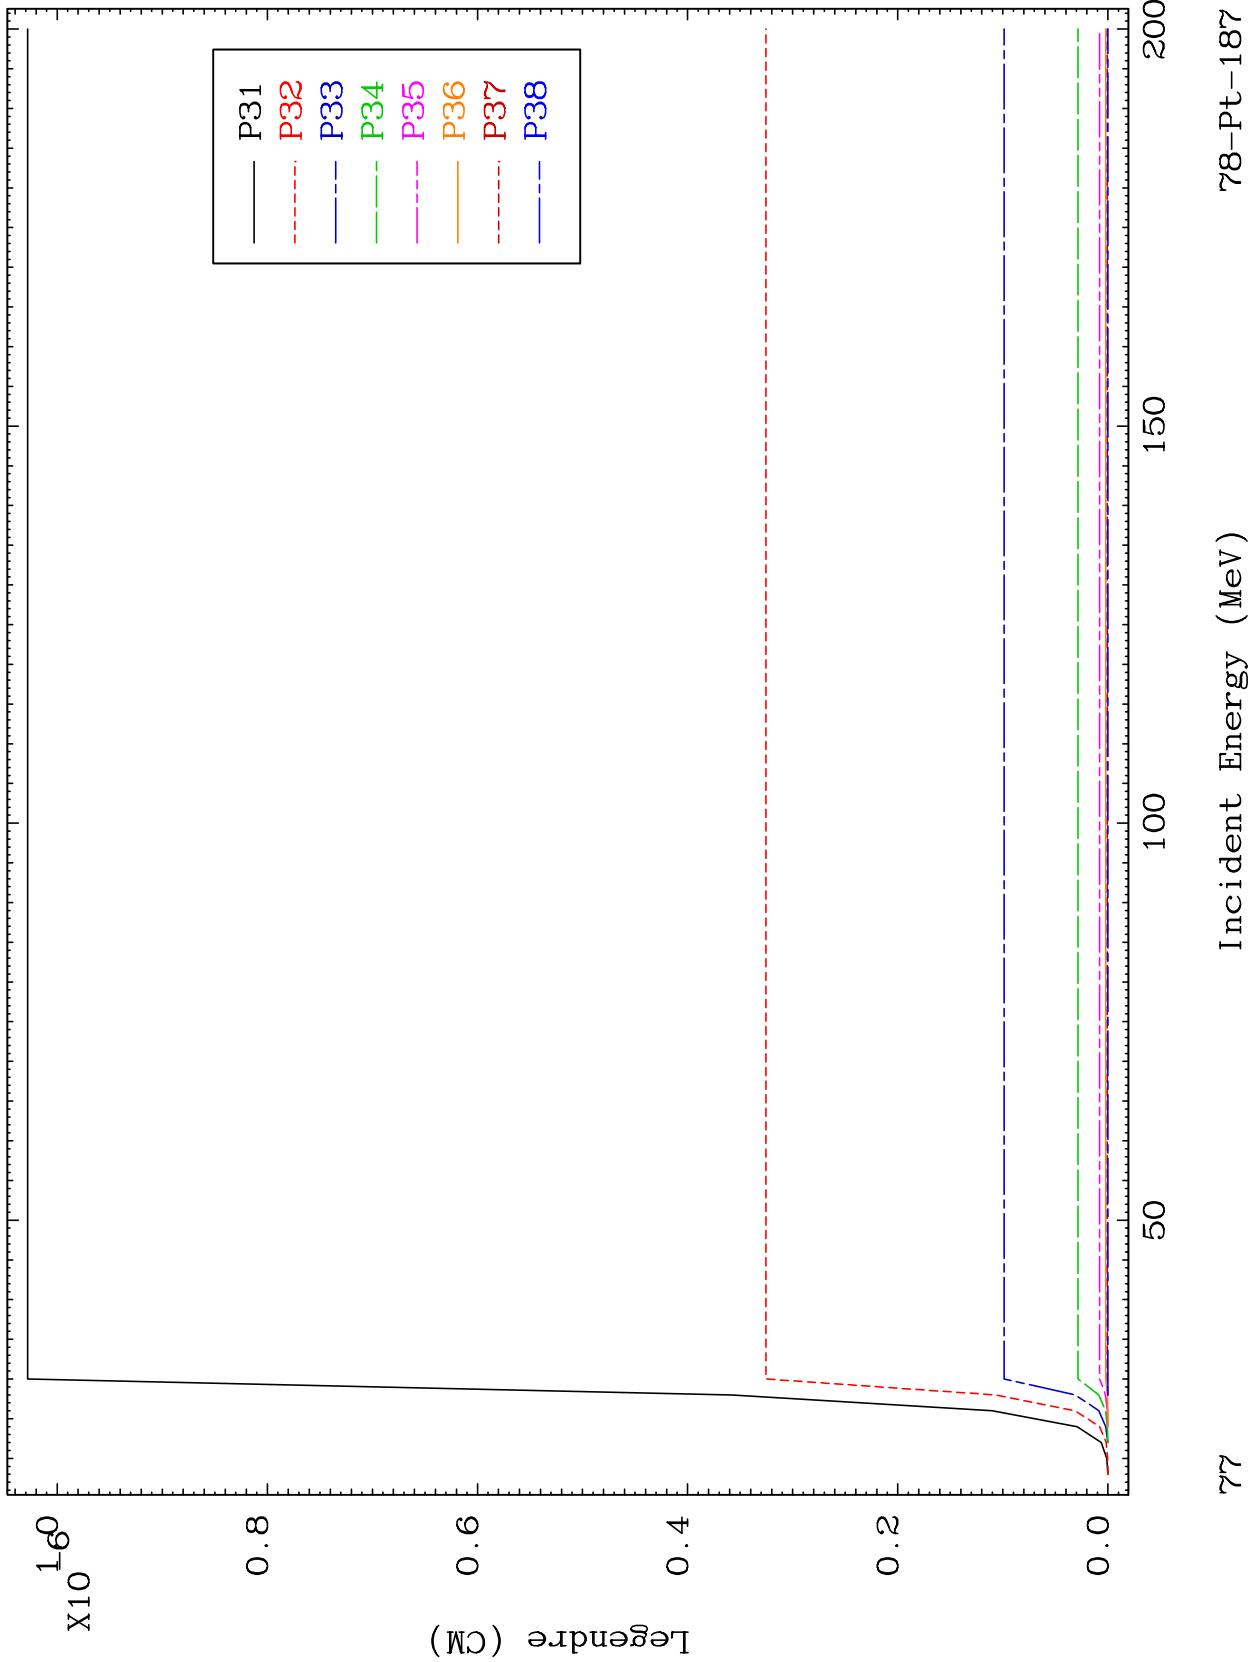 X10
-6
1.0
0.8
0.6
0.4
0.2
0.0
Legendre (CM)
P31
P32
P33
P34
P35
P36
P37
P38
50
100
150
200
77
Incident Energy (MeV)
78-Pt-187